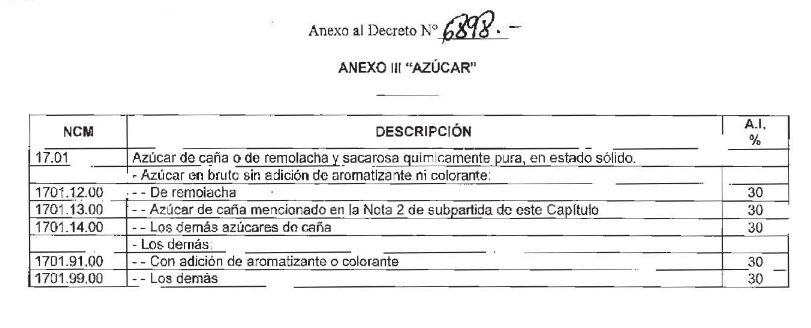 Anexo al Decreto N° 6898.-
ANEXO III "AZÚCAR"
NCM DESCRIPCIÓN A.I. %
17.01 Azúcar de caña o de remolacha y sacarosa quimicamente pura, en estado sólido.
- Azúcar en bruto sin adición de aromatizante ni colorante:
1701.12.00 - - De remolacha 30
1701.13.00 - - Azúcar de caña mencionado en la Nota 2 de subpartida de este Capítulo 30
1701.14.00 - - Los demás azúcares de caña 30
- Los demás:
1701.91.00 - - Con adición de aromatizante o colorante 30
1701.99.00 - - Los demás 30